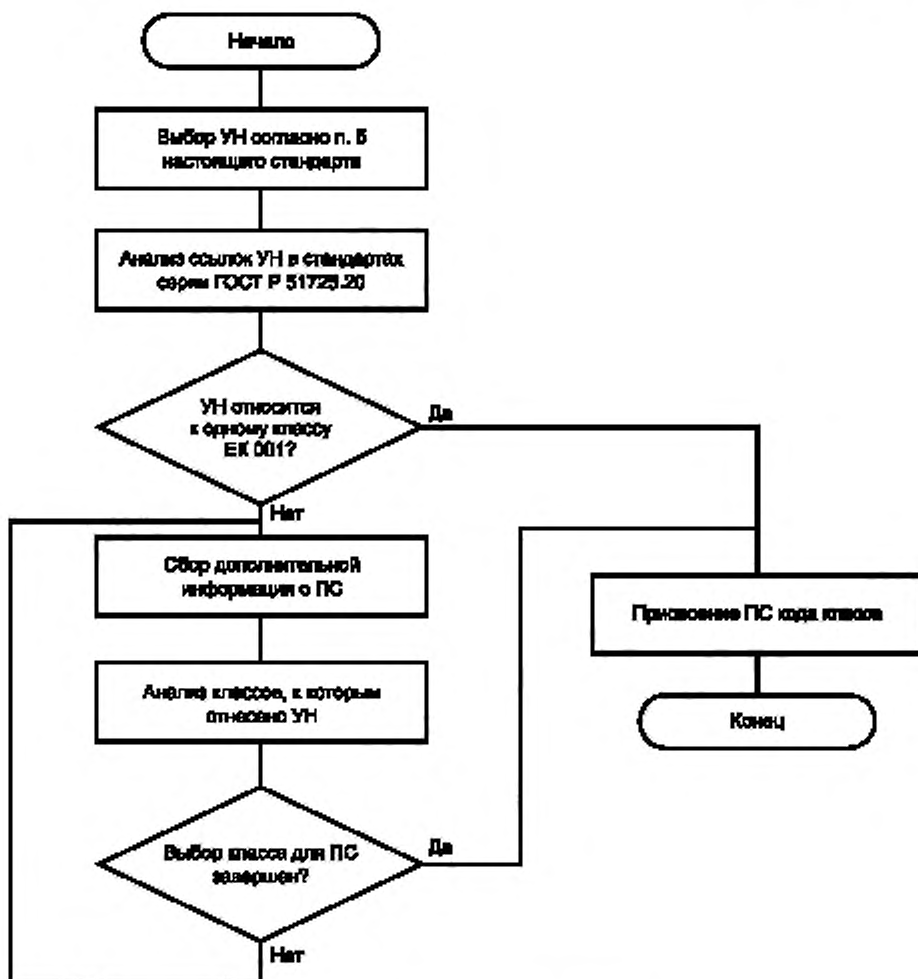 Начало
Выбор УН согласно п. 5
настоящего стандарта
Анализ ссылок УН в стандартах
серии ГОСТ Р 51725.20
УН относится
к одному классу
ЕК 001?
Да
Нет
Сбор дополнительной
информации о ПС
Присвоение ПС кода класса
Анализ классов, к которым
отнесено УН
Конец
Выбор класса для ПС
завершен?
Да
Нет